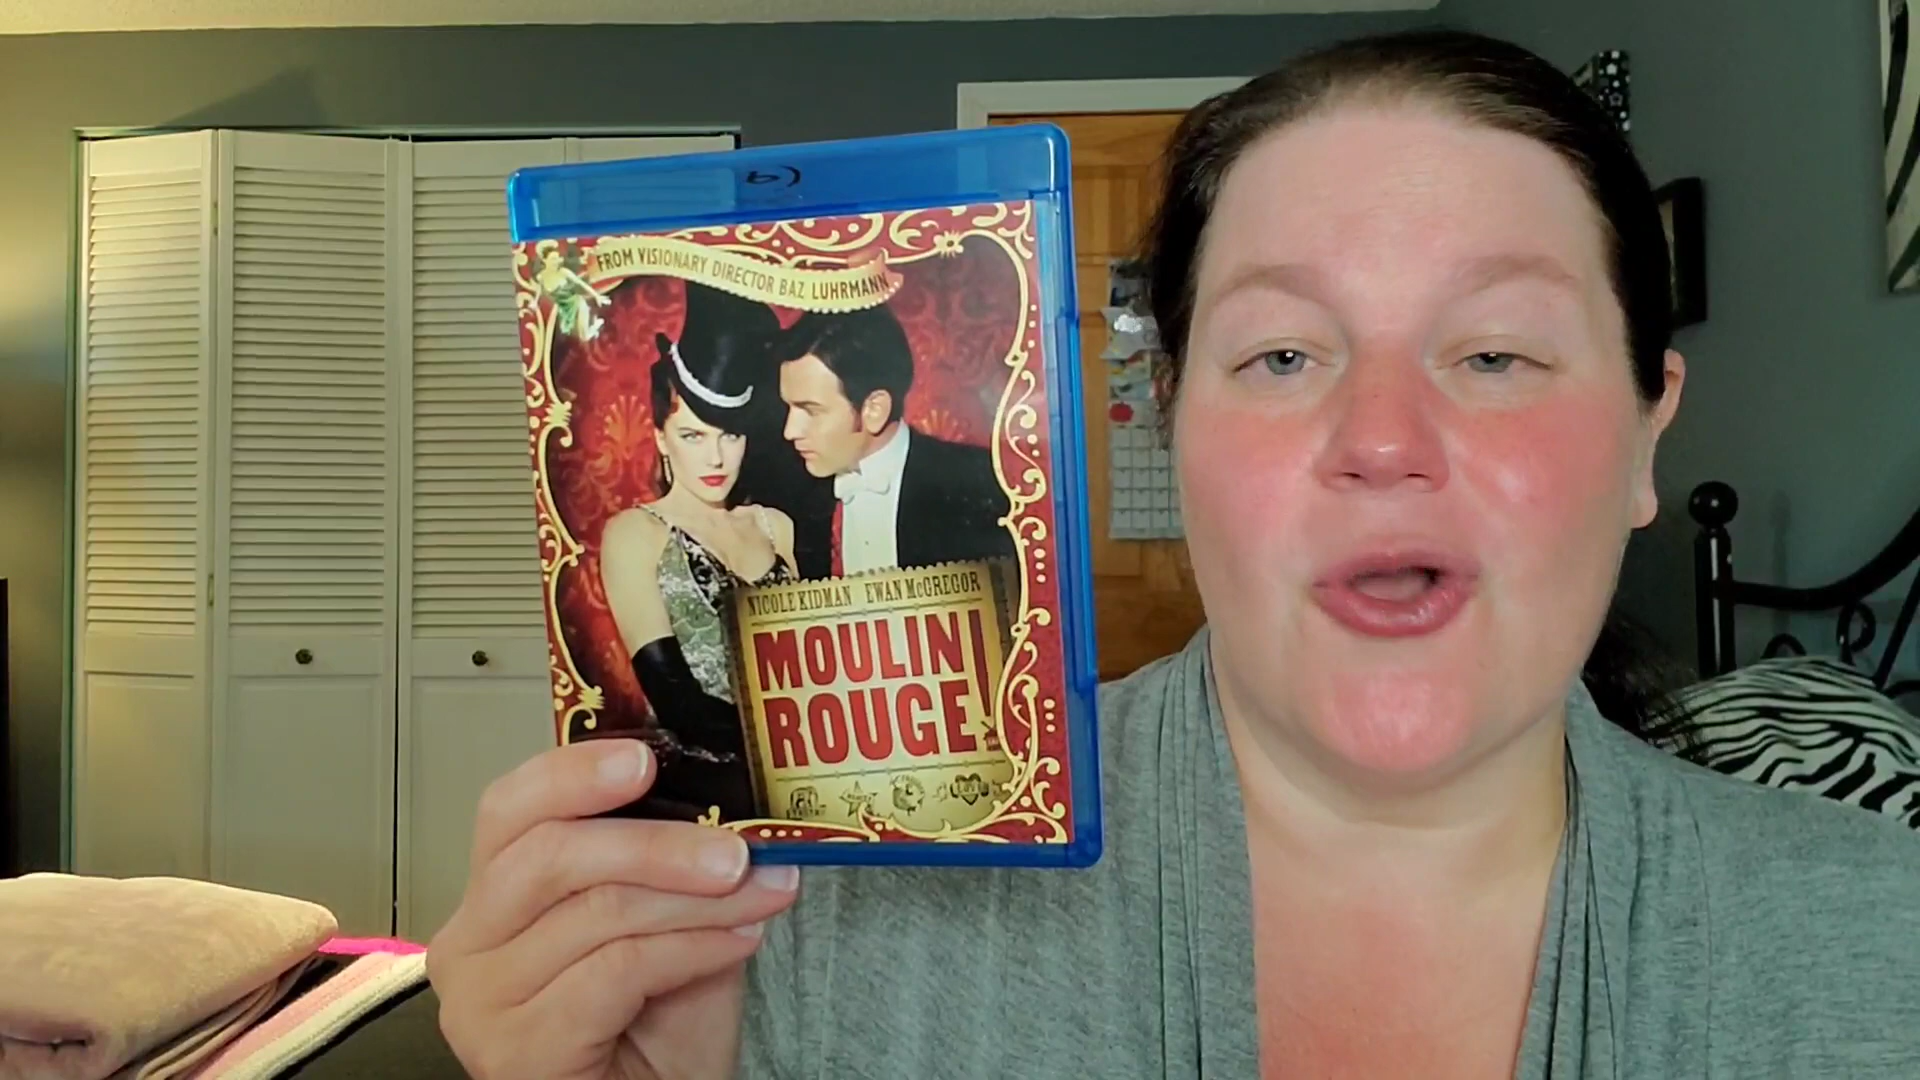 FROM VISIONARY DIRECTOR BAZ LUHRMANN
NICOLE KIDMAN EWAN McGREGOR
MOULIN
ROUGE!